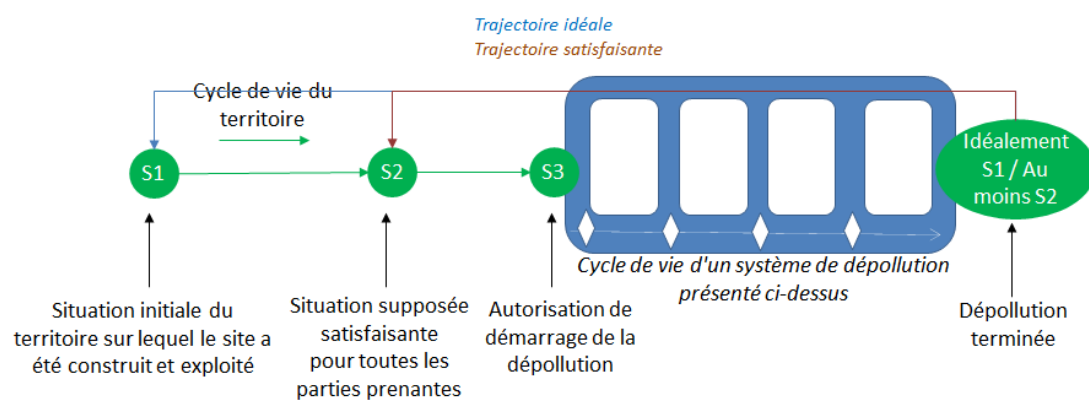 Trajectoire idéale
Trajectoire satisfaisante
Cycle de vie du
territoire
S1
S2
S3
Idéalement
S1 / Au
moins S2
Cycle de vie d'un système de dépollution
présenté ci-dessus
Situation initiale du
territoire sur lequel le site a
été construit et exploité
Situation supposée
satisfaisante
pour toutes les
parties prenantes
Autorisation de
démarrage de la
dépollution
Dépollution
terminée